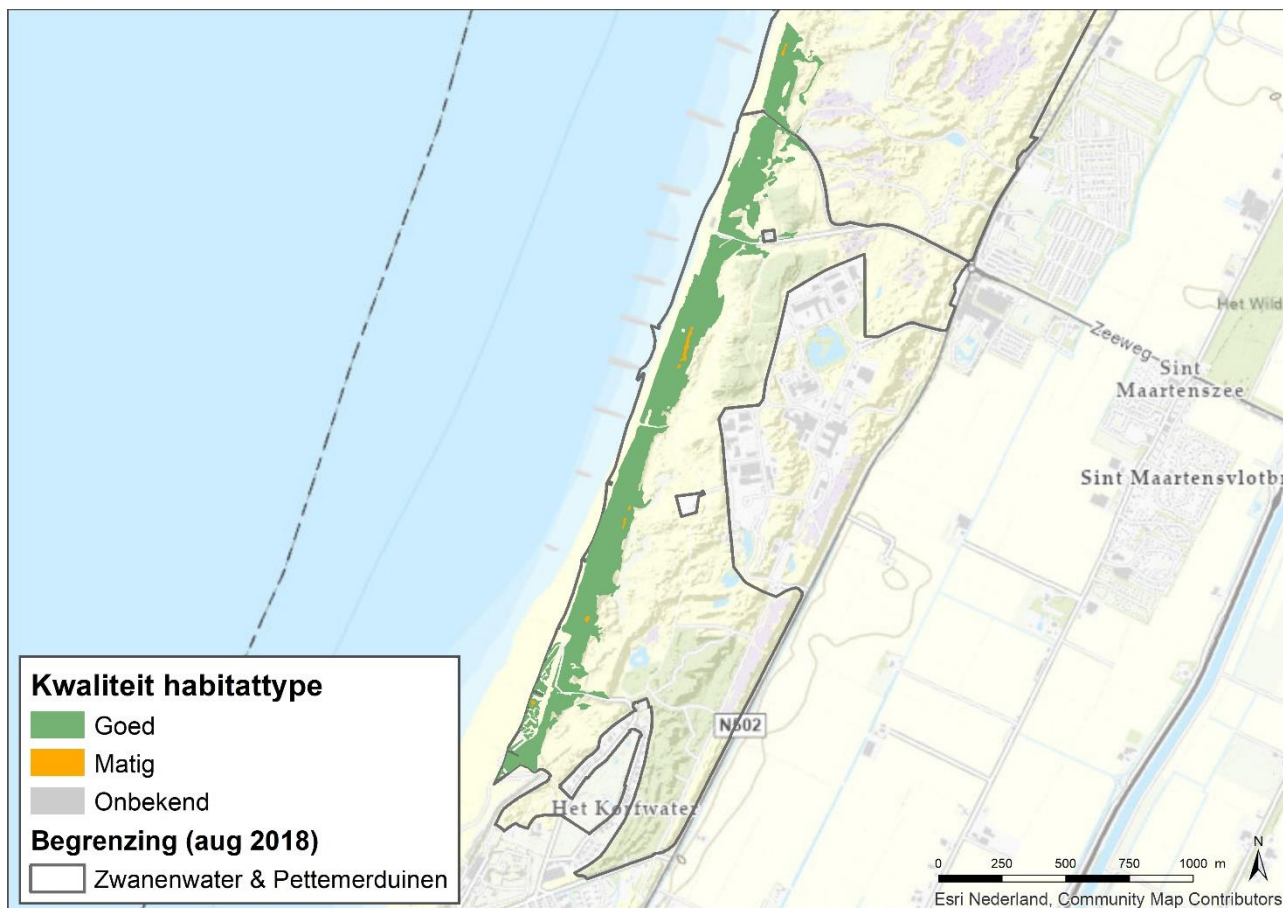 Het Wild
Zeeweg
Sint
Maartenszee
Sint Maartensvlotb
N502
Het Korfwater
Kwaliteit habitattype
Goed
Matig
Onbekend
Begrenzing (aug 2018)
Zwanenwater & Pettemerduinen
N
0 250 500 750 1000 m
Esri Nederland, Community Map Contributors